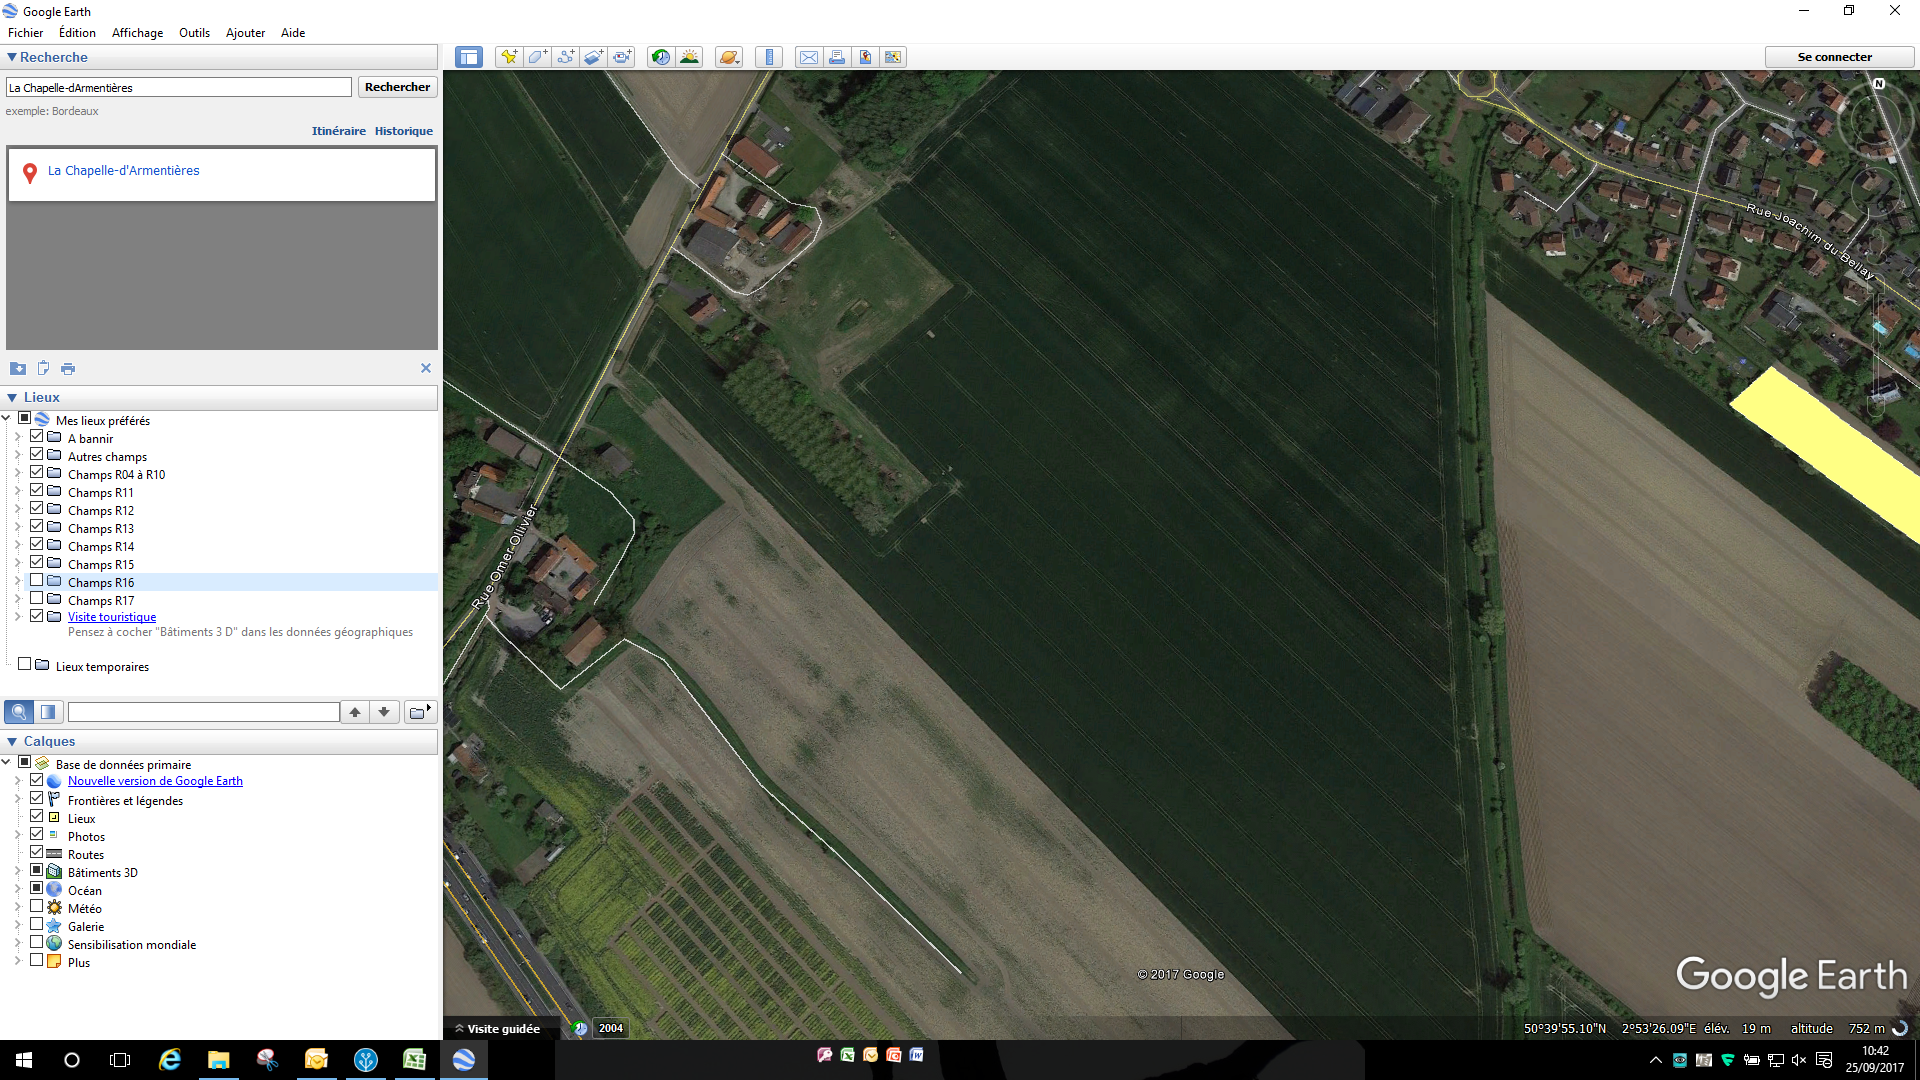 Google Earth
Fichier Édition Affichage Outils Ajouter Aide
Recherche
La Chapelle-dArmentières
Rechercher
exemple: Bordeaux
Itinéraire Historique
La Chapelle-d'Armentières
Lieux
Mes lieux préférés
A bannir
Autres champs
Champs R04 à R10
Champs R11
Champs R12
Champs R13
Champs R14
Champs R15
Champs R16
Champs R17
Visite touristique
Pensez à cocher "Bâtiments 3 D" dans les données géographiques
Lieux temporaires
Calques
Base de données primaire
Nouvelle version de Google Earth
Frontières et légendes
Lieux
Photos
Routes
Bâtiments 3D
Océan
Météo
Galerie
Sensibilisation mondiale
Plus
Se connecter
N
Rue Joachim du Bellay
Rue Omer Ollivier
© 2017 Google
Google Earth
Visite guidée
2004
50°39'55.10"N 2°53'26.09"E élév. 19 m altitude 752 m
10:42
25/09/2017